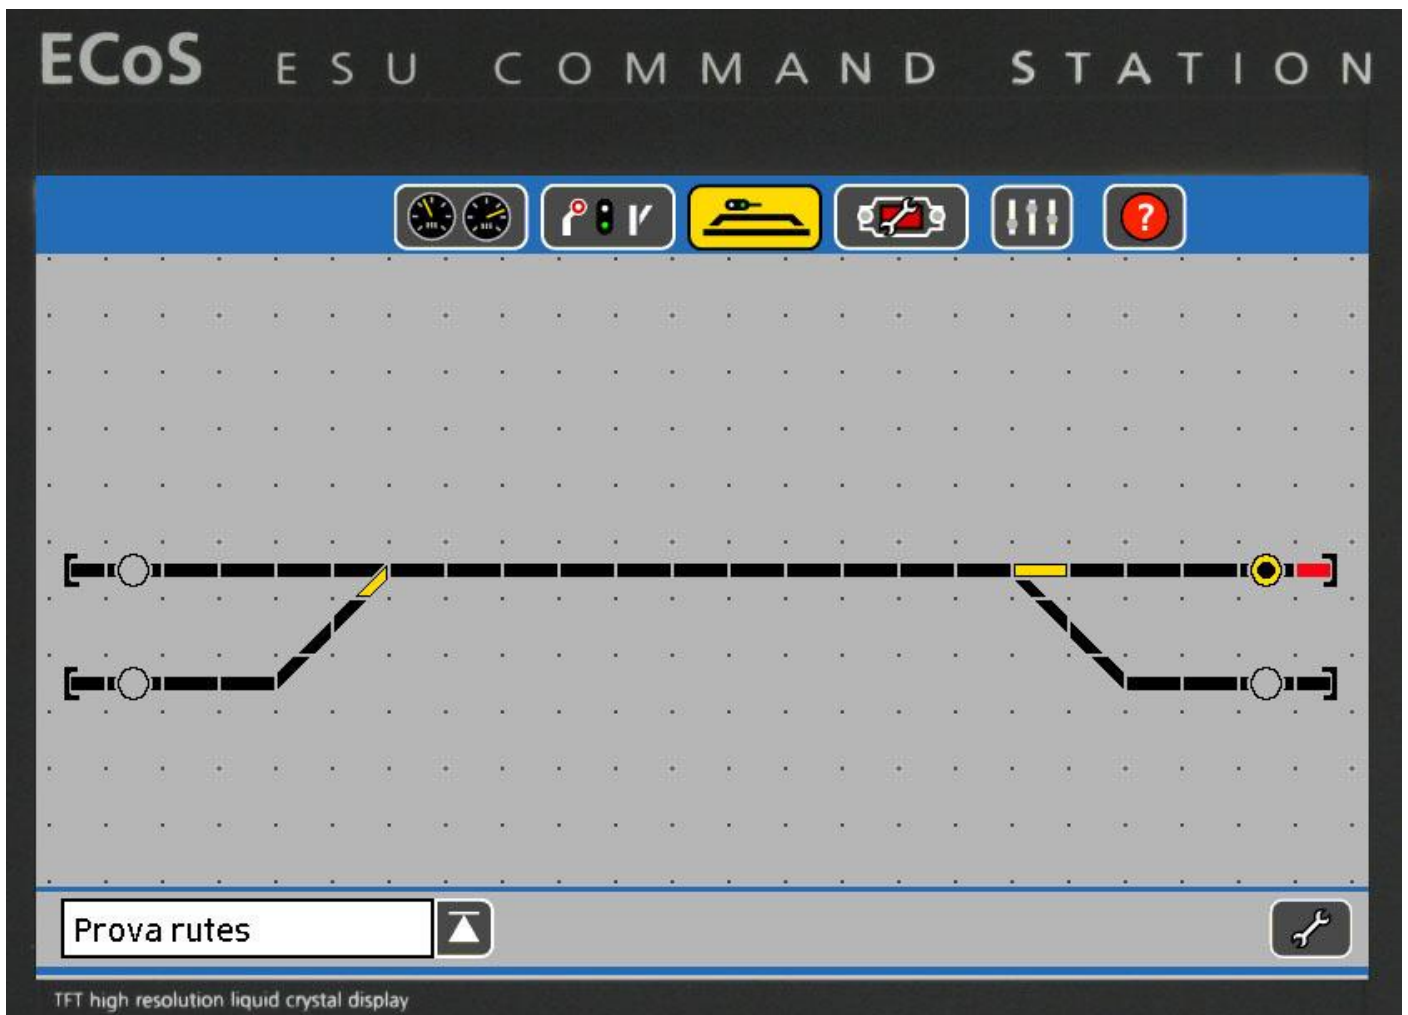 ECoS ESU COMMAND STATION
?
Prova rutes
TFT high resolution liquid crystal display